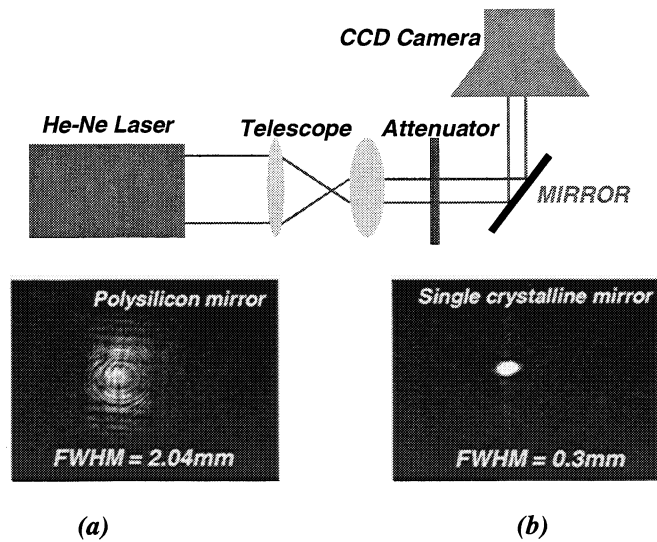 CCD Camera
He-Ne Laser
Telescope
Attenuator
MIRROR
Polysilicon mirror
FWHM = 2.04mm
Single crystalline mirror
FWHM = 0.3mm
(a)
(b)